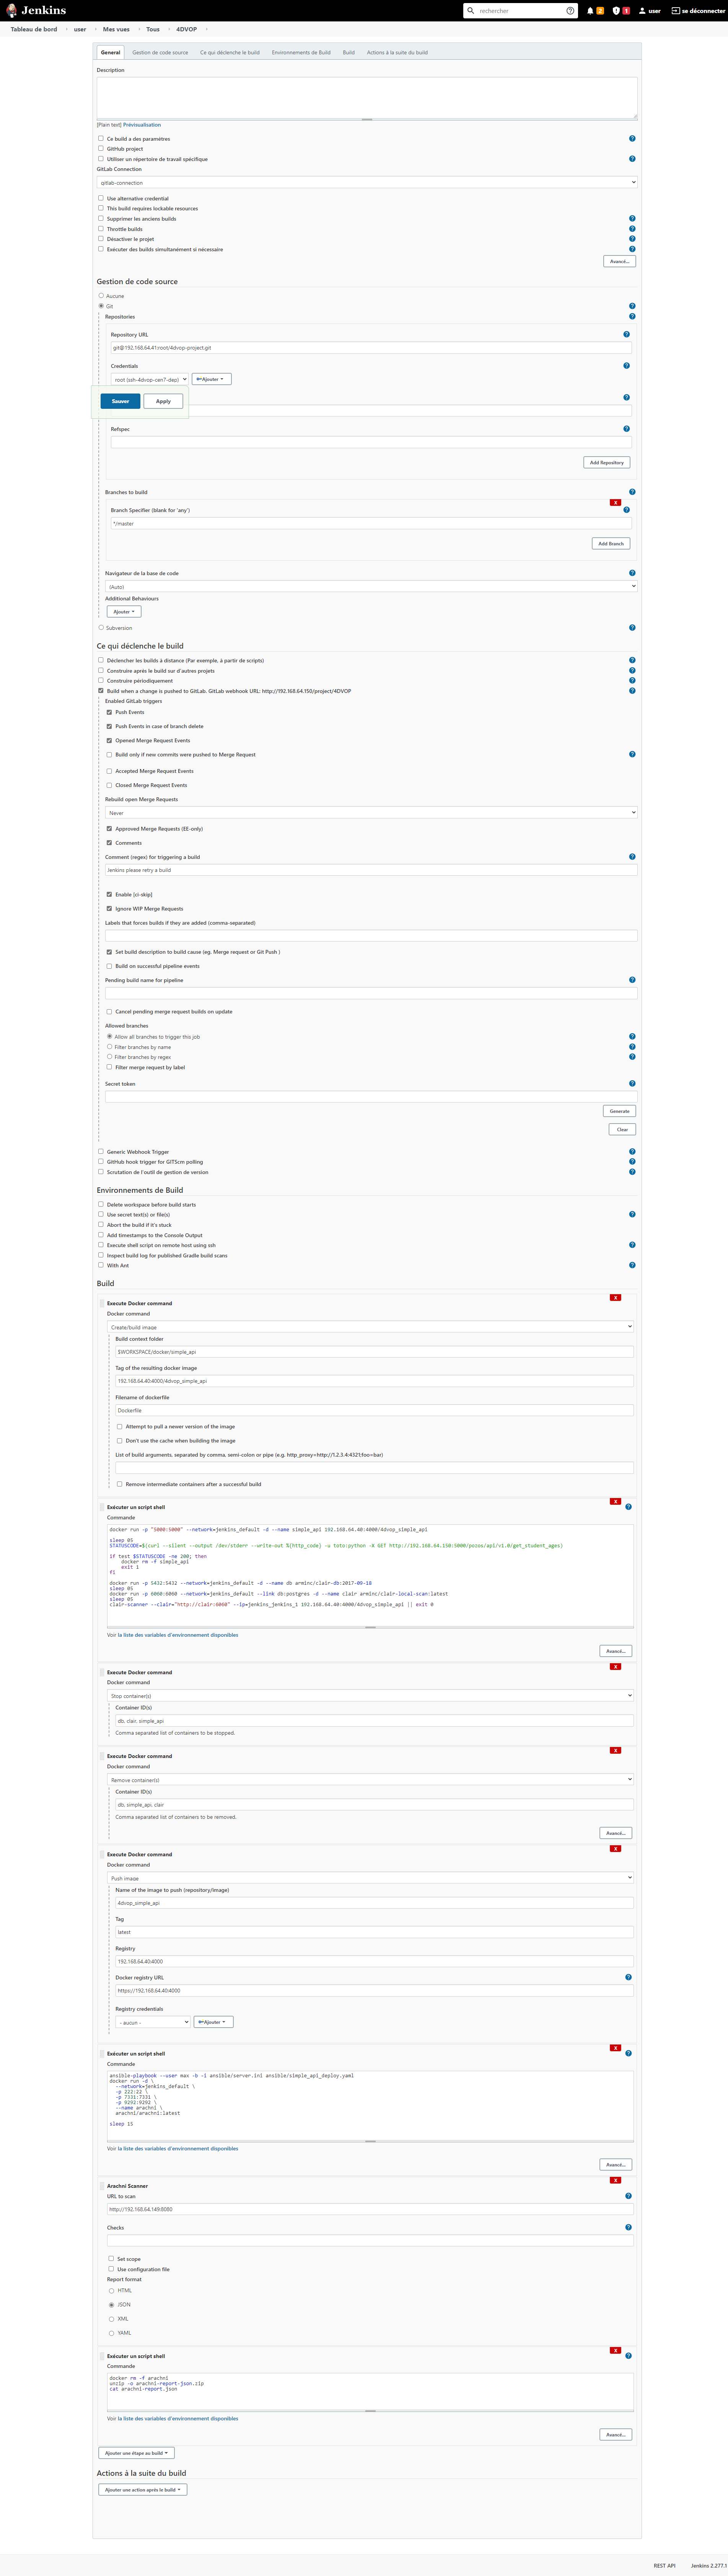 Jenkins
rechercher
2
1
user
se déconnecter
Tableau de bord
user
Mes vues
Tous
4DVOP
General
Gestion de code source
Ce qui déclenche le build
Environnements de Build
Build
Actions à la suite du build
Description
[Plain text] Prévisualisation
Ce build a des paramètres
GitHub project
Utiliser un répertoire de travail spécifique
GitLab Connection
gitlab-connection
Use alternative credential
This build requires lockable resources
Supprimer les anciens builds
Throttle builds
Désactiver le projet
Exécuter des builds simultanément si nécessaire
Avancé...
Gestion de code source
Aucune
Git
Repositories
Repository URL
git@192.168.64.41:root/4dvop-project.git
Credentials
root (ssh-4dvop-cen7-dep)
Ajouter
Sauver
Apply
Refspec
Add Repository
Branches to build
X
Branch Specifier (blank for 'any')
*/master
Add Branch
Navigateur de la base de code
(Auto)
Additional Behaviours
Ajouter
Subversion
Ce qui déclenche le build
Déclencher les builds à distance (Par exemple, à partir de scripts)
Construire après le build sur d'autres projets
Construire périodiquement
Build when a change is pushed to GitLab. GitLab webhook URL: http://192.168.64.150/project/4DVOP
Enabled GitLab triggers
Push Events
Push Events in case of branch delete
Opened Merge Request Events
Build only if new commits were pushed to Merge Request
Accepted Merge Request Events
Closed Merge Request Events
Rebuild open Merge Requests
Never
Approved Merge Requests (EE-only)
Comments
Comment (regex) for triggering a build
Jenkins please retry a build
Enable [ci-skip]
Ignore WIP Merge Requests
Labels that forces builds if they are added (comma-separated)
Set build description to build cause (eg. Merge request or Git Push )
Build on successful pipeline events
Pending build name for pipeline
Cancel pending merge request builds on update
Allowed branches
Allow all branches to trigger this job
Filter branches by name
Filter branches by regex
Filter merge request by label
Secret token
Generate
Clear
Generic Webhook Trigger
GitHub hook trigger for GITScm polling
Scrutation de l'outil de gestion de version
Environnements de Build
Delete workspace before build starts
Use secret text(s) or file(s)
Abort the build if it's stuck
Add timestamps to the Console Output
Execute shell script on remote host using ssh
Inspect build log for published Gradle build scans
With Ant
Build
X
Execute Docker command
Docker command
Create/build image
Build context folder
$WORKSPACE/docker/simple_api
Tag of the resulting docker image
192.168.64.40:4000/4dvop_simple_api
Filename of dockerfile
Dockerfile
Attempt to pull a newer version of the image
Don't use the cache when building the image
List of build arguments, separated by comma, semi-colon or pipe (e.g. http_proxy=http://1.2.3.4:4321;foo=bar)
Remove intermediate containers after a succesful build
X
Exécuter un script shell
Commande
docker run -p "5000:5000" --network=jenkins_default -d --name simple_api 192.168.64.40:4000/4dvop_simple_api
sleep 05
STATUSCODE=$(curl --silent --output /dev/stderr --write-out %{http_code} -u toto:python -X GET http://192.168.64.150:5000/pozos/api/v1.0/get_student_ages)
if test $STATUSCODE -ne 200; then
docker rm -f simple_api
exit 1
fi
docker run -p 5432:5432 --network=jenkins_default -d --name db arminc/clair-db:2017-09-18
sleep 05
docker run -p 6060:6060 --network=jenkins_default --link db:postgres -d --name clair arminc/clair-local-scan:latest
sleep 05
clair-scanner --clair="http://clair:6060" --ip=jenkins_jenkins_1 192.168.64.40:4000/4dvop_simple_api || exit 0
Voir la liste des variables d'environnement disponibles
Avancé...
X
Execute Docker command
Docker command
Stop container(s)
Container ID(s)
db, clair, simple_api
Comma separated list of containers to be stopped.
X
Execute Docker command
Docker command
Remove container(s)
Container ID(s)
db, simple_api, clair
Comma separated list of containers to be removed.
Avancé...
X
Execute Docker command
Docker command
Push image
Name of the image to push (repository/image)
4dvop_simple_api
Tag
latest
Registry
192.168.64.40:4000
Docker registry URL
https://192.168.64.40:4000
Registry credentials
- aucun -
Ajouter
X
Exécuter un script shell
Commande
ansible-playbook --user max -b -i ansible/server.ini ansible/simple_api_deploy.yaml
docker run -d \
--network=jenkins_default \
-p 222:22 \
-p 7331:7331 \
-p 9292:9292 \
--name arachni \
arachni/arachni:latest
sleep 15
Voir la liste des variables d'environnement disponibles
Avancé...
X
Arachni Scanner
URL to scan
http://192.168.64.149:8080
Checks
Set scope
Use configuration file
Report format
HTML
JSON
XML
YAML
X
Exécuter un script shell
Commande
docker rm -f arachni
unzip -o arachni-report-json.zip
cat arachni-report.json
Voir la liste des variables d'environnement disponibles
Avancé...
Ajouter une étape au build
Actions à la suite du build
Ajouter une action après le build
REST API
Jenkins 2.277.1